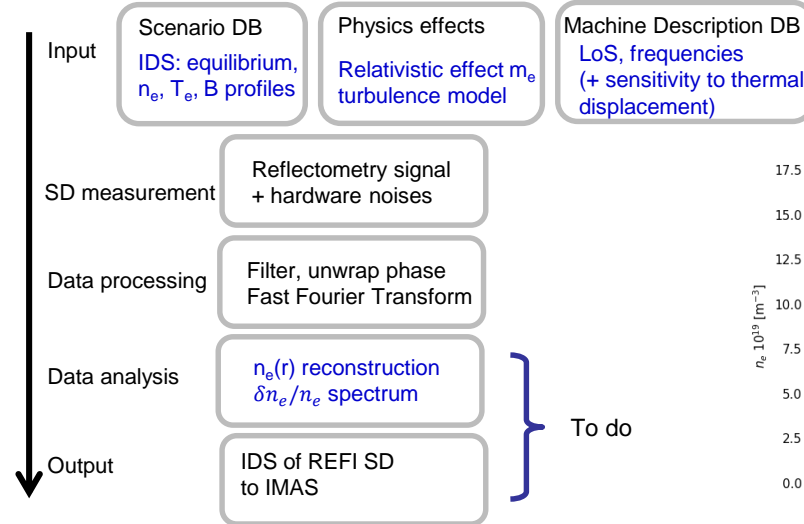 Input
Scenario DB
IDS: equilibrium,
nₑ, Tₑ, B profiles
Physics effects
Relativistic effect mₑ
turbulence model
Machine Description DB
LoS, frequencies
(+ sensitivity to thermal
displacement)
SD measurement
Reflectometry signal
+ hardware noises
Data processing
Filter, unwrap phase
Fast Fourier Transform
Data analysis
nₑ(r) reconstruction
δnₑ/nₑ spectrum
To do
Output
IDS of REFI SD
to IMAS
nₑ 10¹⁹ [m⁻³]
17.5
15.0
12.5
10.0
7.5
5.0
2.5
0.0